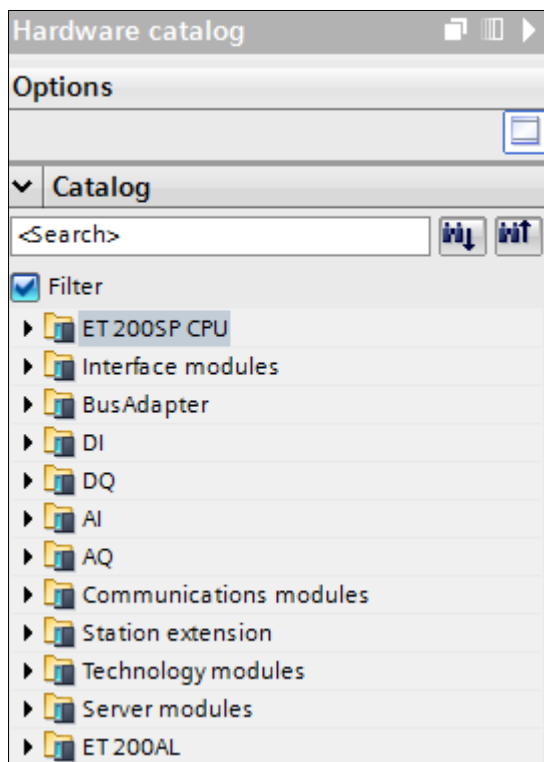 Hardware catalog
Options
Catalog
<Search>
Filter
ET 200SP CPU
Interface modules
BusAdapter
DI
DQ
AI
AQ
Communications modules
Station extension
Technology modules
Server modules
ET 200AL